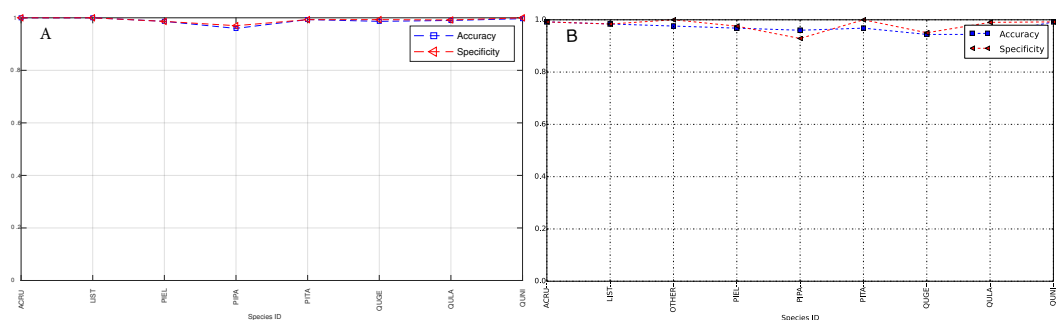 A
Accuracy
Specificity
1
0.8
0.6
0.4
0.2
0
ACRU
LIST
PIEL
PIPA
PITA
QUGE
QULA
QUNI
Species ID
B
Accuracy
Specificity
1.0
0.8
0.6
0.4
0.2
0.0
ACRU
LIST
OTHER
PIEL
PIPA
PITA
QUGE
QULA
QUNI
Species ID